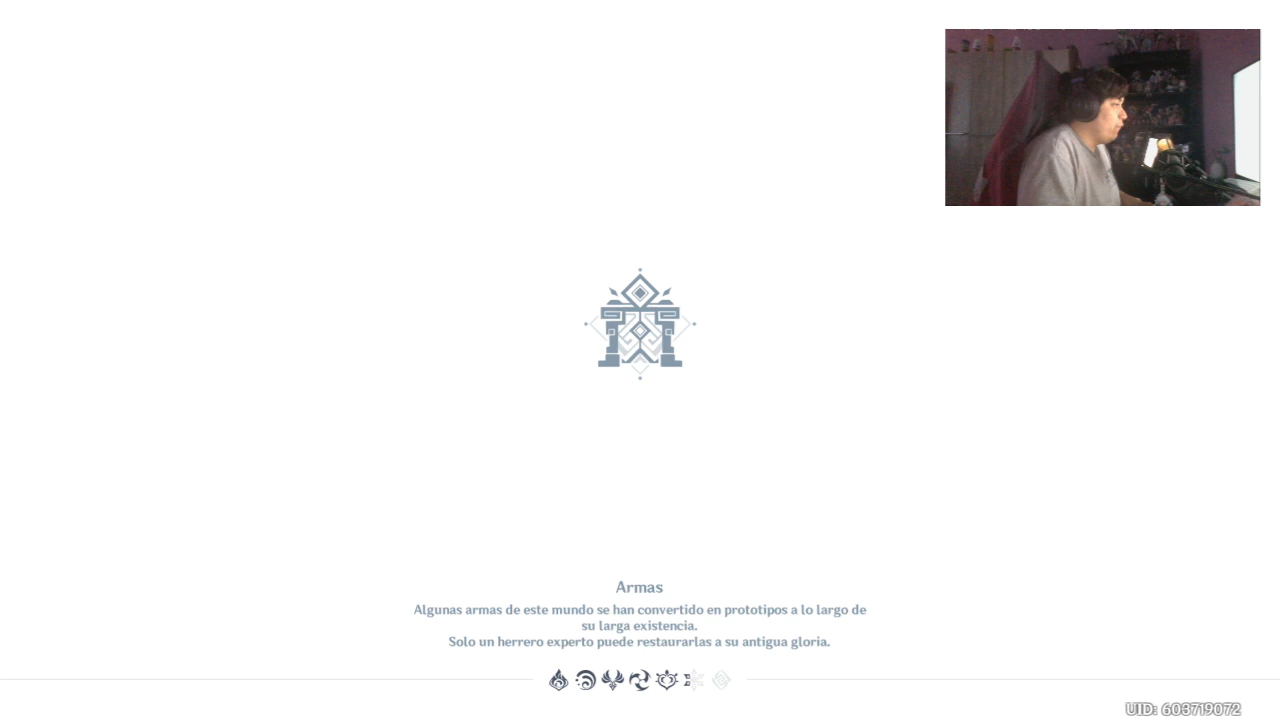 Armas
Algunas armas de este mundo se han convertido en prototipos a lo largo de
su larga existencia.
Solo un herrero experto puede restaurarlas a su antigua gloria.
UID: 603719072